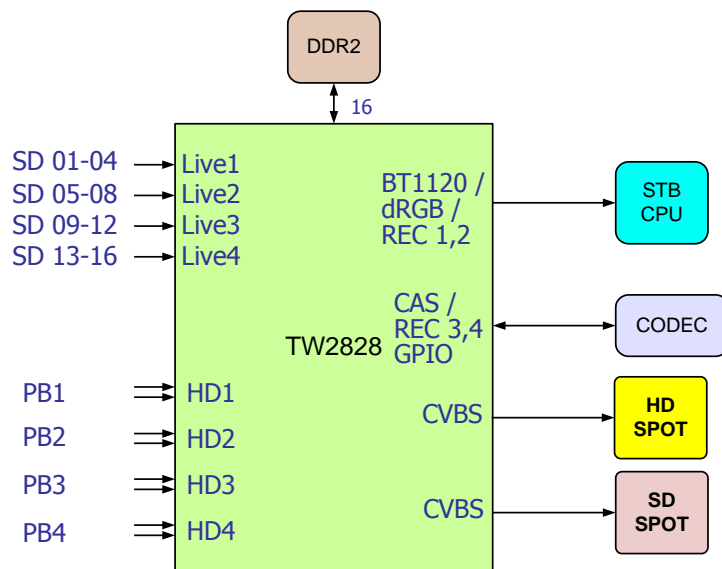 DDR2
16
SD 01-04
Live1
SD 05-08
Live2
SD 09-12
Live3
SD 13-16
Live4
BT1120 /
dRGB /
REC 1,2
STB
CPU
CAS /
REC 3,4
GPIO
TW2828
CODEC
PB1
HD1
CVBS
HD
SPOT
PB2
HD2
PB3
HD3
CVBS
SD
SPOT
PB4
HD4